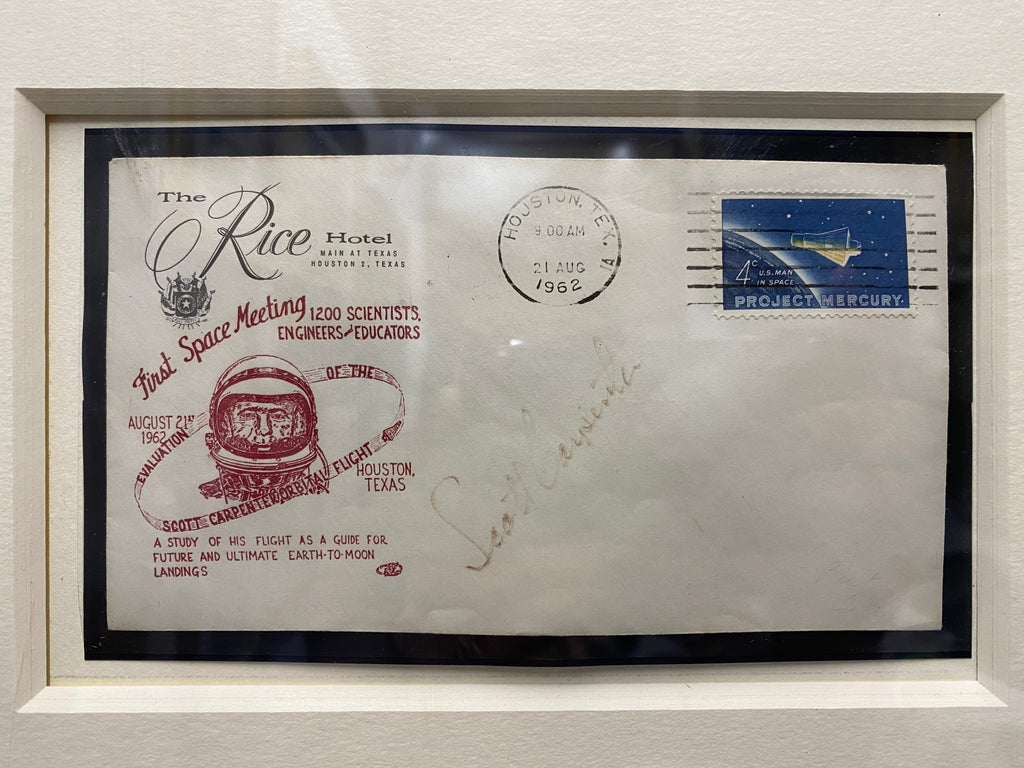 The
Rice Hotel
MAIN AT TEXAS
HOUSTON 2, TEXAS
First Space Meeting
1200 SCIENTISTS,
ENGINEERS AND EDUCATORS
AUGUST 21ST
1962
EVALUATION OF THE
SCOTT CARPENTER ORBITAL FLIGHT 4
HOUSTON,
TEXAS
A STUDY OF HIS FLIGHT AS A GUIDE FOR
FUTURE AND ULTIMATE EARTH-TO-MOON
LANDINGS
HOUSTON, TEX.
9 00 AM
21 AUG
1962
1A
4c
U.S. MAN
IN SPACE
PROJECT MERCURY
Scott Carpenter